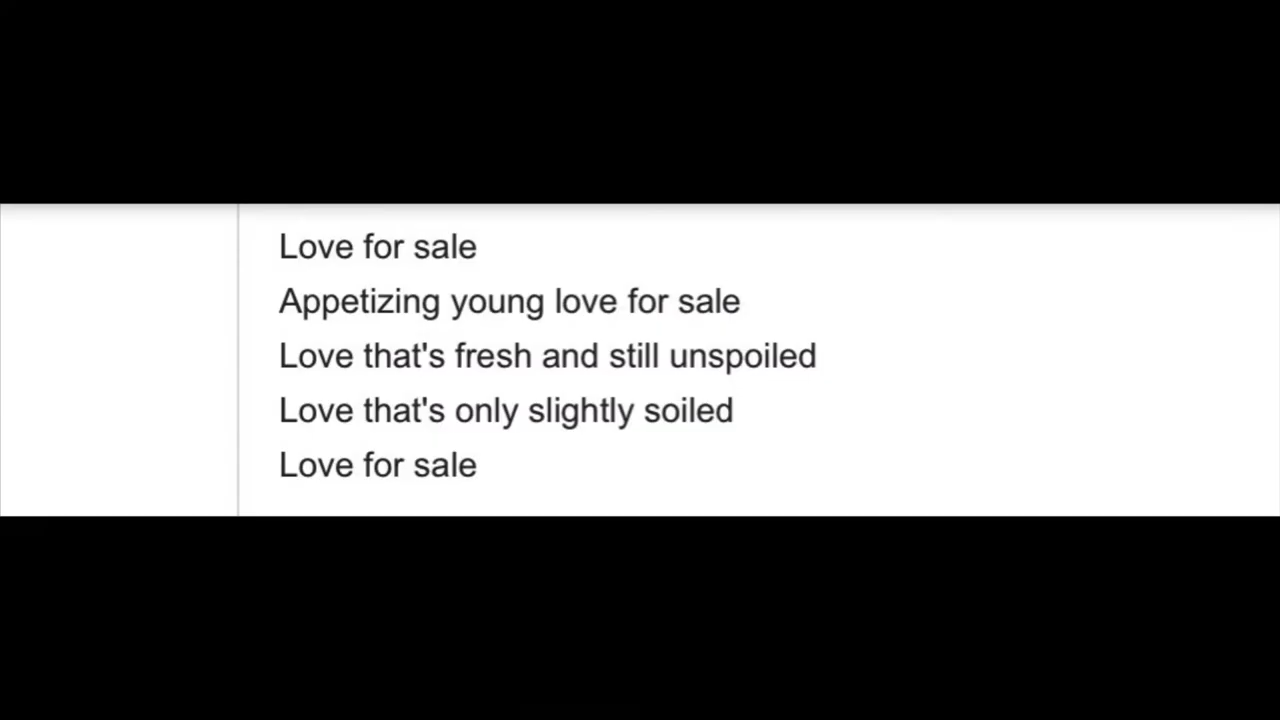 Love for sale
Appetizing young love for sale
Love that's fresh and still unspoiled
Love that's only slightly soiled
Love for sale